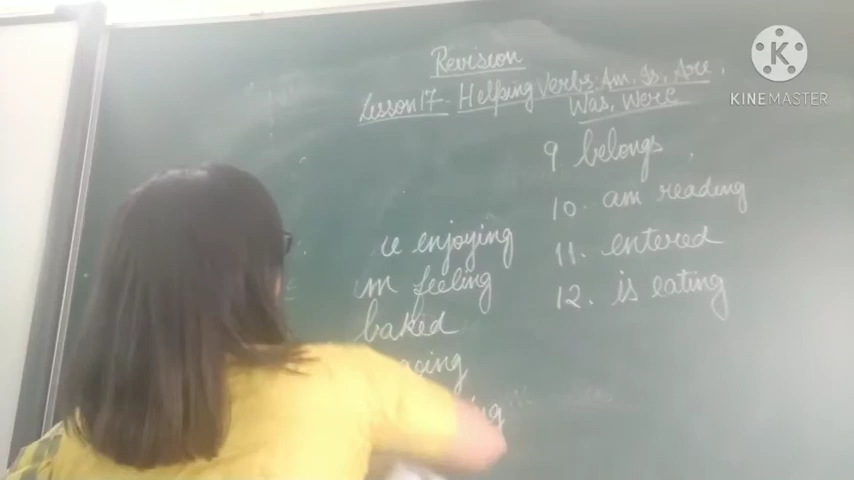 Revision
Lesson 17- Helping Verbs: Am, Is, Are,
Was, Were
enjoying
feeling
baked
9. belongs
10. am reading
11. entered
12. is eating
KINEMASTER